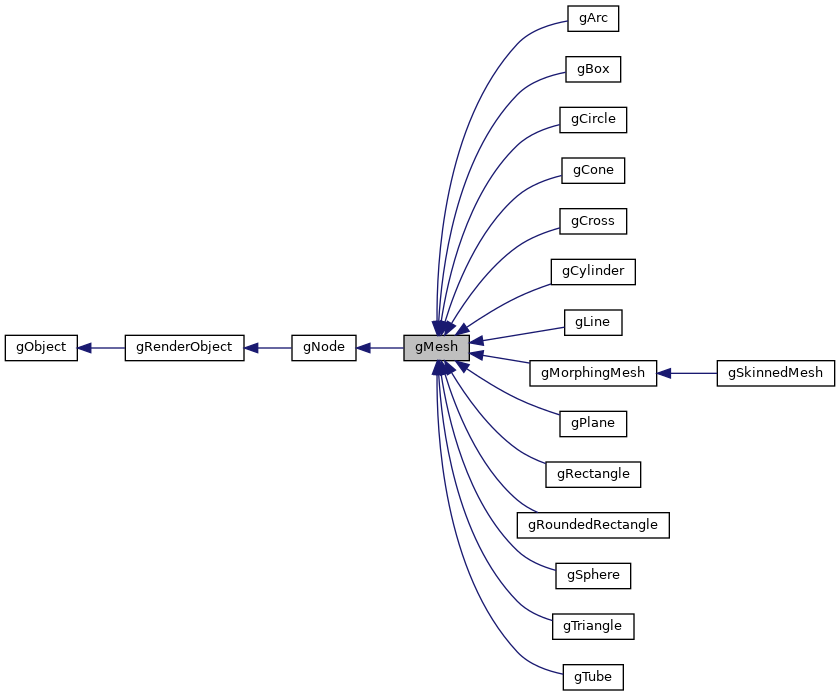 gArc
gBox
gCircle
gCone
gCross
gCylinder
gLine
gObject
gRenderObject
gNode
gMesh
gMorphingMesh
gSkinnedMesh
gPlane
gRectangle
gRoundedRectangle
gSphere
gTriangle
gTube